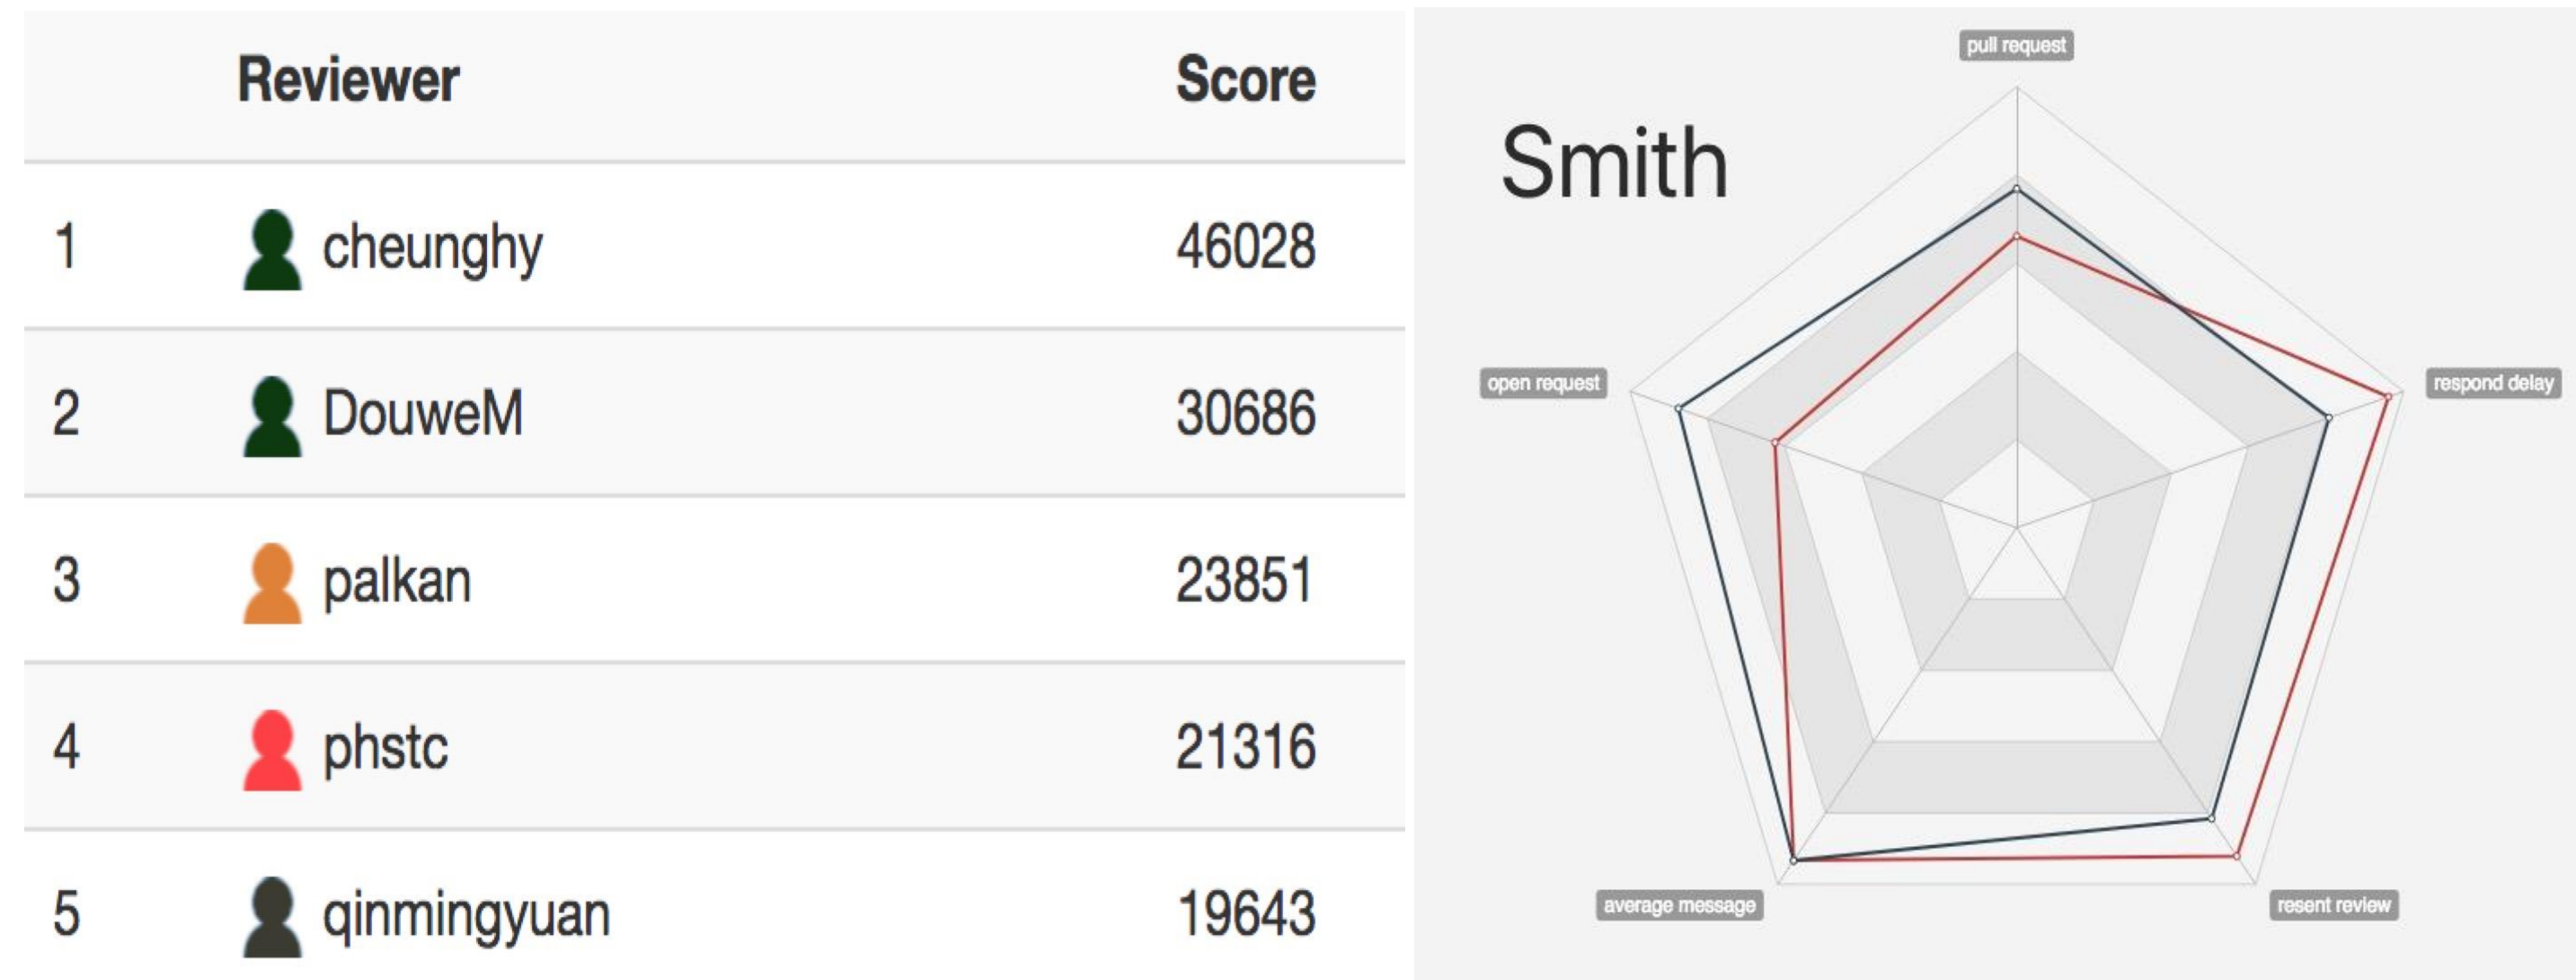 Reviewer Score
1 cheunghy 46028
2 DouweM 30686
3 palkan 23851
4 phstc 21316
5 qinmingyuan 19643
Smith
pull request
open request
respond delay
average message
resent review